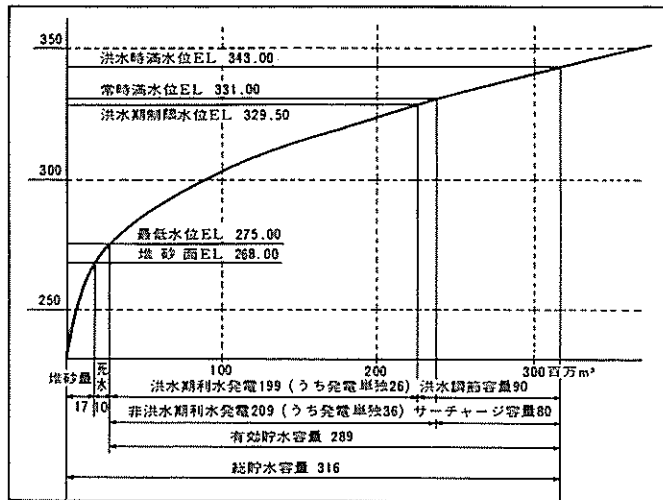 350
洪水時満水位EL 343.00
常時満水位EL 331.00
洪水期制限水位EL 329.50
300
最低水位EL 275.00
堆砂面EL 268.00
250
100 200 300百万m³
堆砂量 死水 洪水期利水発電199（うち発電単独26） 洪水調節容量90
17 10 非洪水期利水発電209（うち発電単独36） サーチャージ容量80
有効貯水容量 289
総貯水容量 316